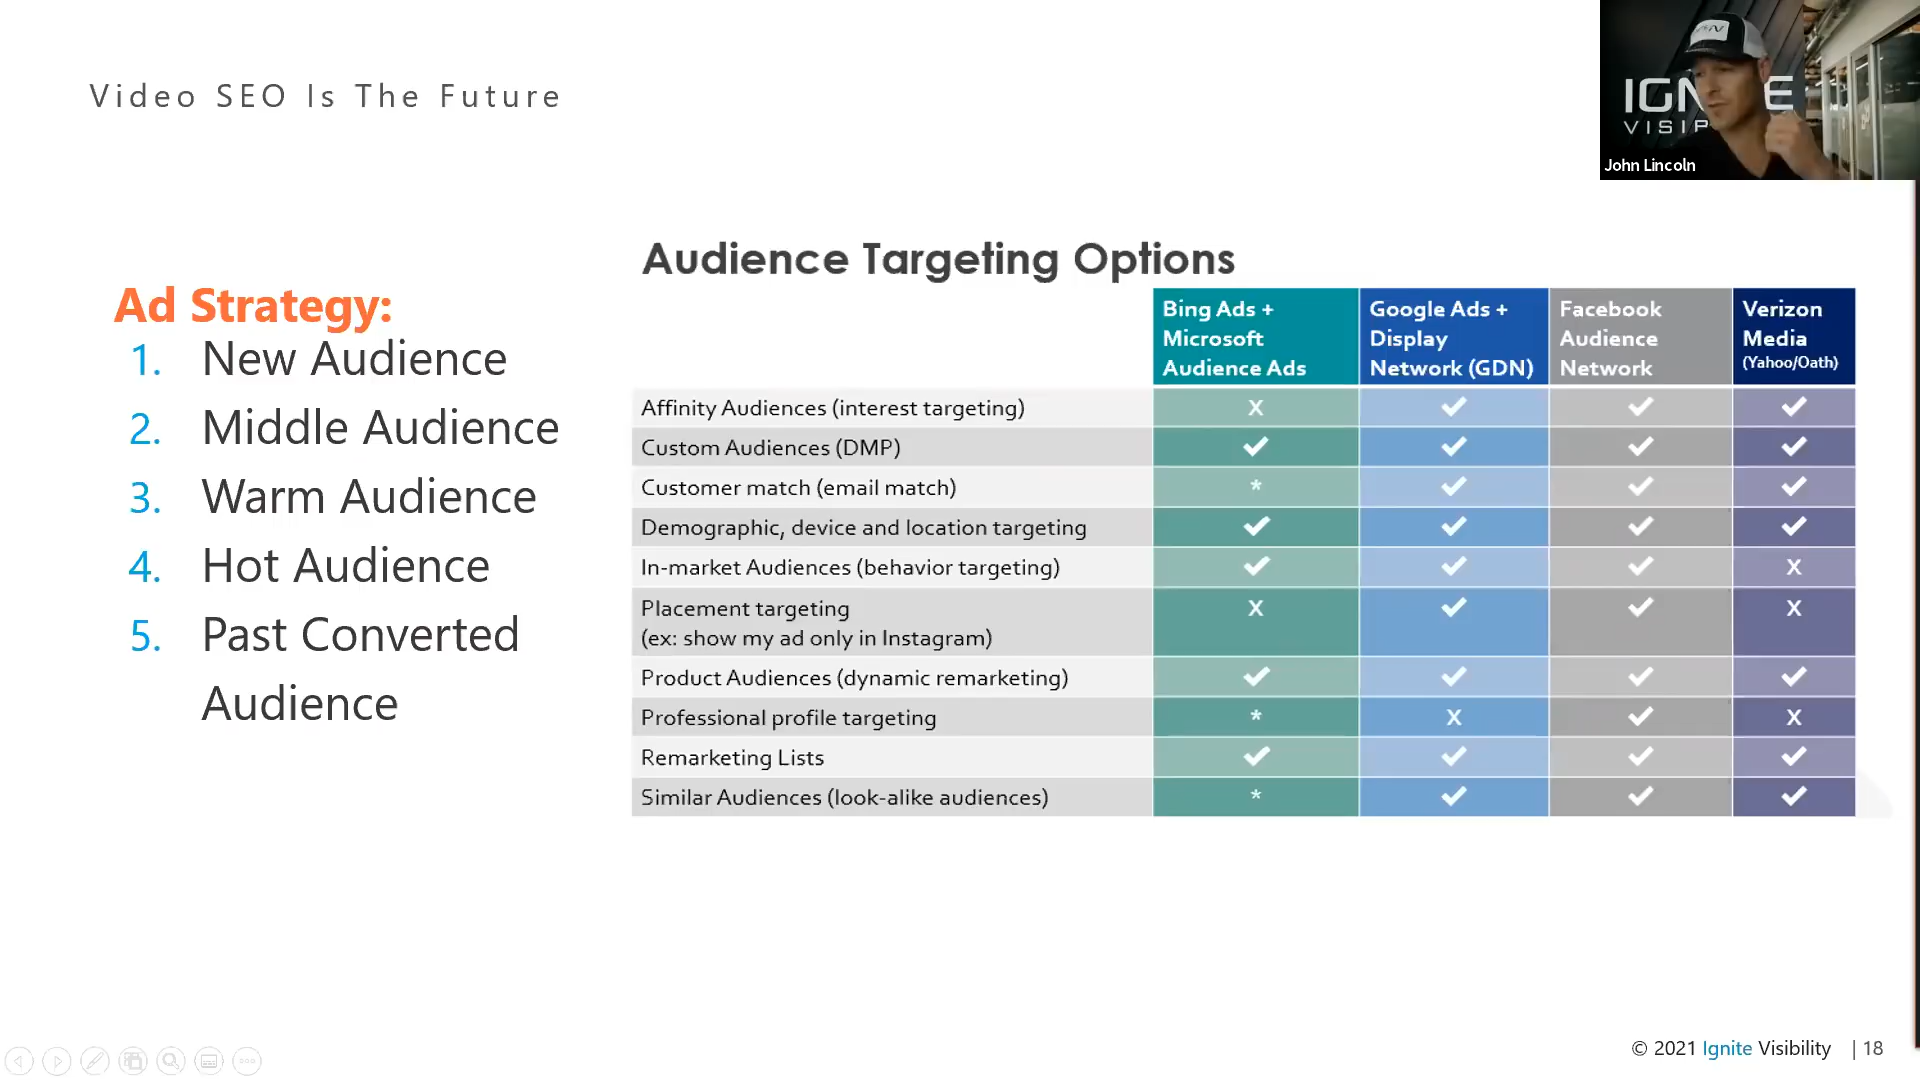 Video SEO Is The Future
IGN E
VISIB
John Lincoln
Ad Strategy:
1. New Audience
2. Middle Audience
3. Warm Audience
4. Hot Audience
5. Past Converted
Audience
Audience Targeting Options
Bing Ads +
Microsoft
Audience Ads
Google Ads +
Display
Network (GDN)
Facebook
Audience
Network
Verizon
Media
(Yahoo/Oath)
Affinity Audiences (interest targeting) X ✓ ✓ ✓
Custom Audiences (DMP) ✓ ✓ ✓ ✓
Customer match (email match) * ✓ ✓ ✓
Demographic, device and location targeting ✓ ✓ ✓ ✓
In-market Audiences (behavior targeting) ✓ ✓ ✓ X
Placement targeting X ✓ ✓ X
(ex: show my ad only in Instagram)
Product Audiences (dynamic remarketing) ✓ ✓ ✓ ✓
Professional profile targeting * X ✓ X
Remarketing Lists ✓ ✓ ✓ ✓
Similar Audiences (look-alike audiences) * ✓ ✓ ✓
© 2021 Ignite Visibility | 18